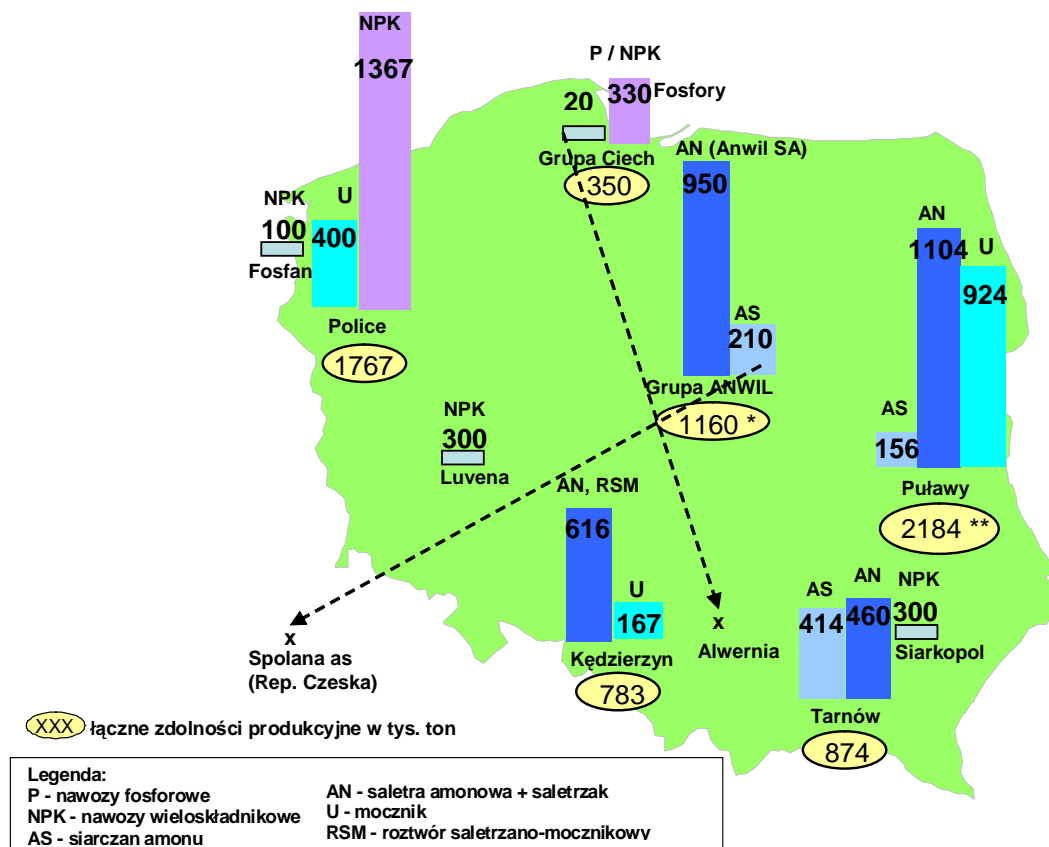 NPK
1367
P / NPK
20
330
Fosfory
Grupa Ciech
350
AN (Anwil SA)
950
AS
210
Grupa ANWIL
1160 *
NPK
100
Fosfan
U
400
Police
1767
AN
1104
U
924
AS
156
Puławy
2184 **
NPK
300
Luvena
AN, RSM
616
U
167
Kędzierzyn
783
x
Alwernia
AS
414
AN
460
NPK
300
Siarkopol
Tarnów
874
x
Spolana as
(Rep. Czeska)
XXX łączne zdolności produkcyjne w tys. ton
Legenda:
P - nawozy fosforowe
NPK - nawozy wieloskładnikowe
AS - siarczan amonu
AN - saletra amonowa + saletrzak
U - mocznik
RSM - roztwór saletrzano-mocznikowy